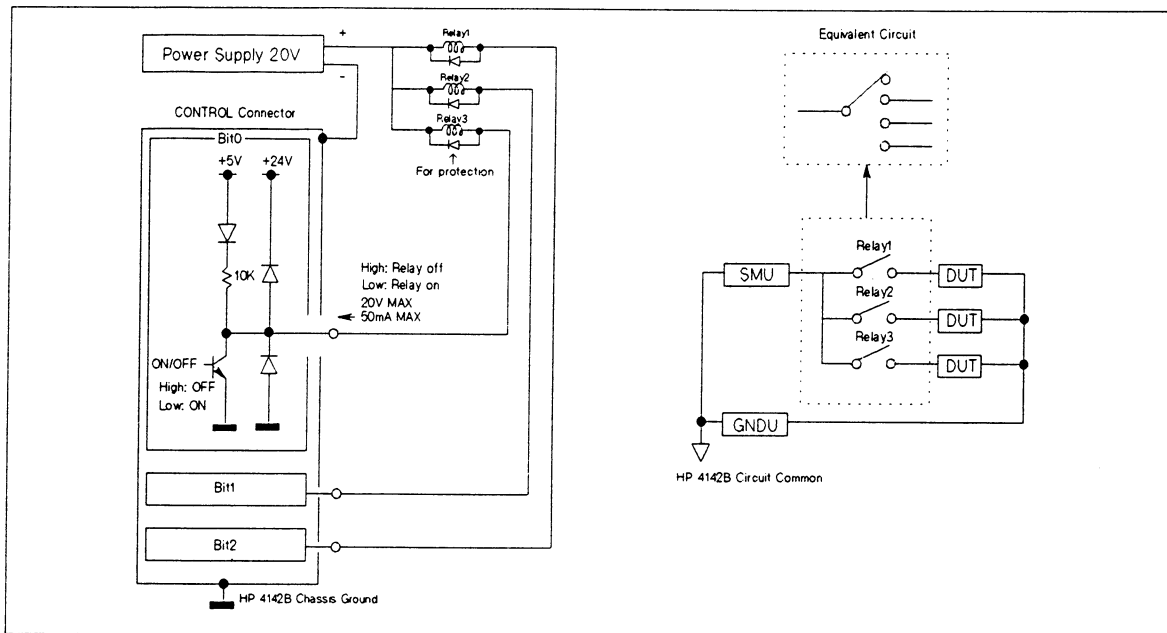 Power Supply 20V
+
-
Relay1
Relay2
Relay3
For protection
CONTROL Connector
Bit0
+5V
+24V
10K
High: Relay off
Low: Relay on
20V MAX
50mA MAX
ON/OFF
High: OFF
Low: ON
Bit1
Bit2
HP 4142B Chassis Ground
Equivalent Circuit
Relay1
SMU
DUT
Relay2
DUT
Relay3
DUT
GNDU
HP 4142B Circuit Common